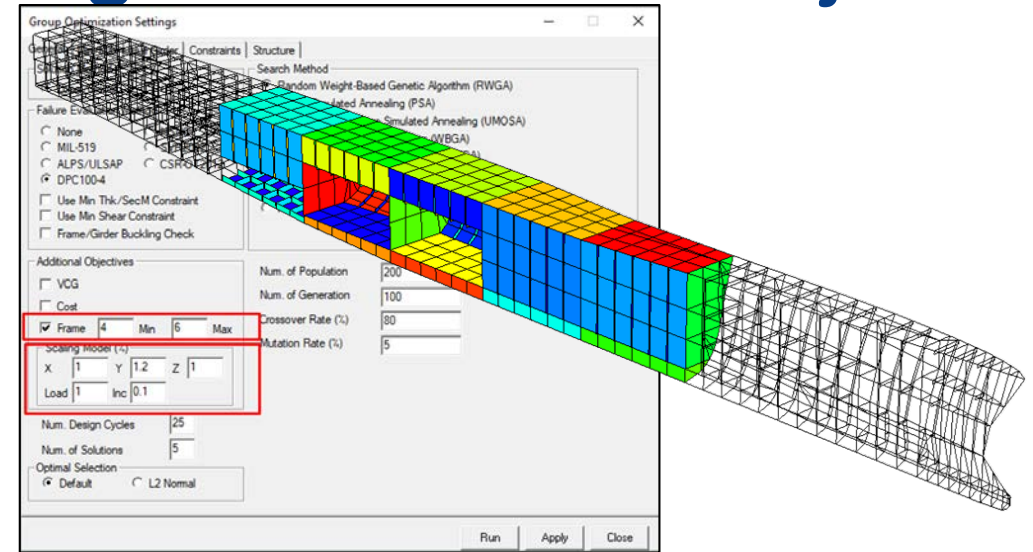 Group Optimization Settings
Constraints
Structure
Search Method
Random Weight-Based Genetic Algorithm (RWGA)
Annealing (PSA)
Simulated Annealing (UMOSA)
(WBGA)
Failure
None
MIL-519
ALPS/ULSAP
DPC100-4
Use Min Thk/SecM Constraint
Use Min Shear Constraint
Frame/Girder Buckling Check
Additional Objectives
VCG
Cost
Frame 4 Min 6 Max
Scaling Model (%)
X 1 Y 1.2 Z 1
Load 1 Inc 0.1
Num. of Population 200
Num. of Generation 100
Crossover Rate (%) 80
Mutation Rate (%) 5
Num. Design Cycles 25
Num. of Solutions 5
Optimal Selection
Default L2 Normal
Run Apply Close